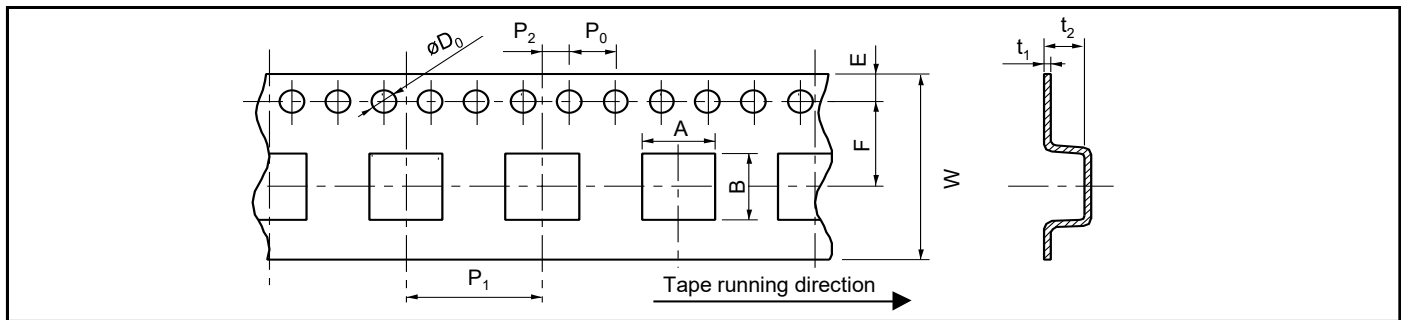 øD₀
P₂
P₀
E
t₁
t₂
A
F
B
W
P₁
Tape running direction